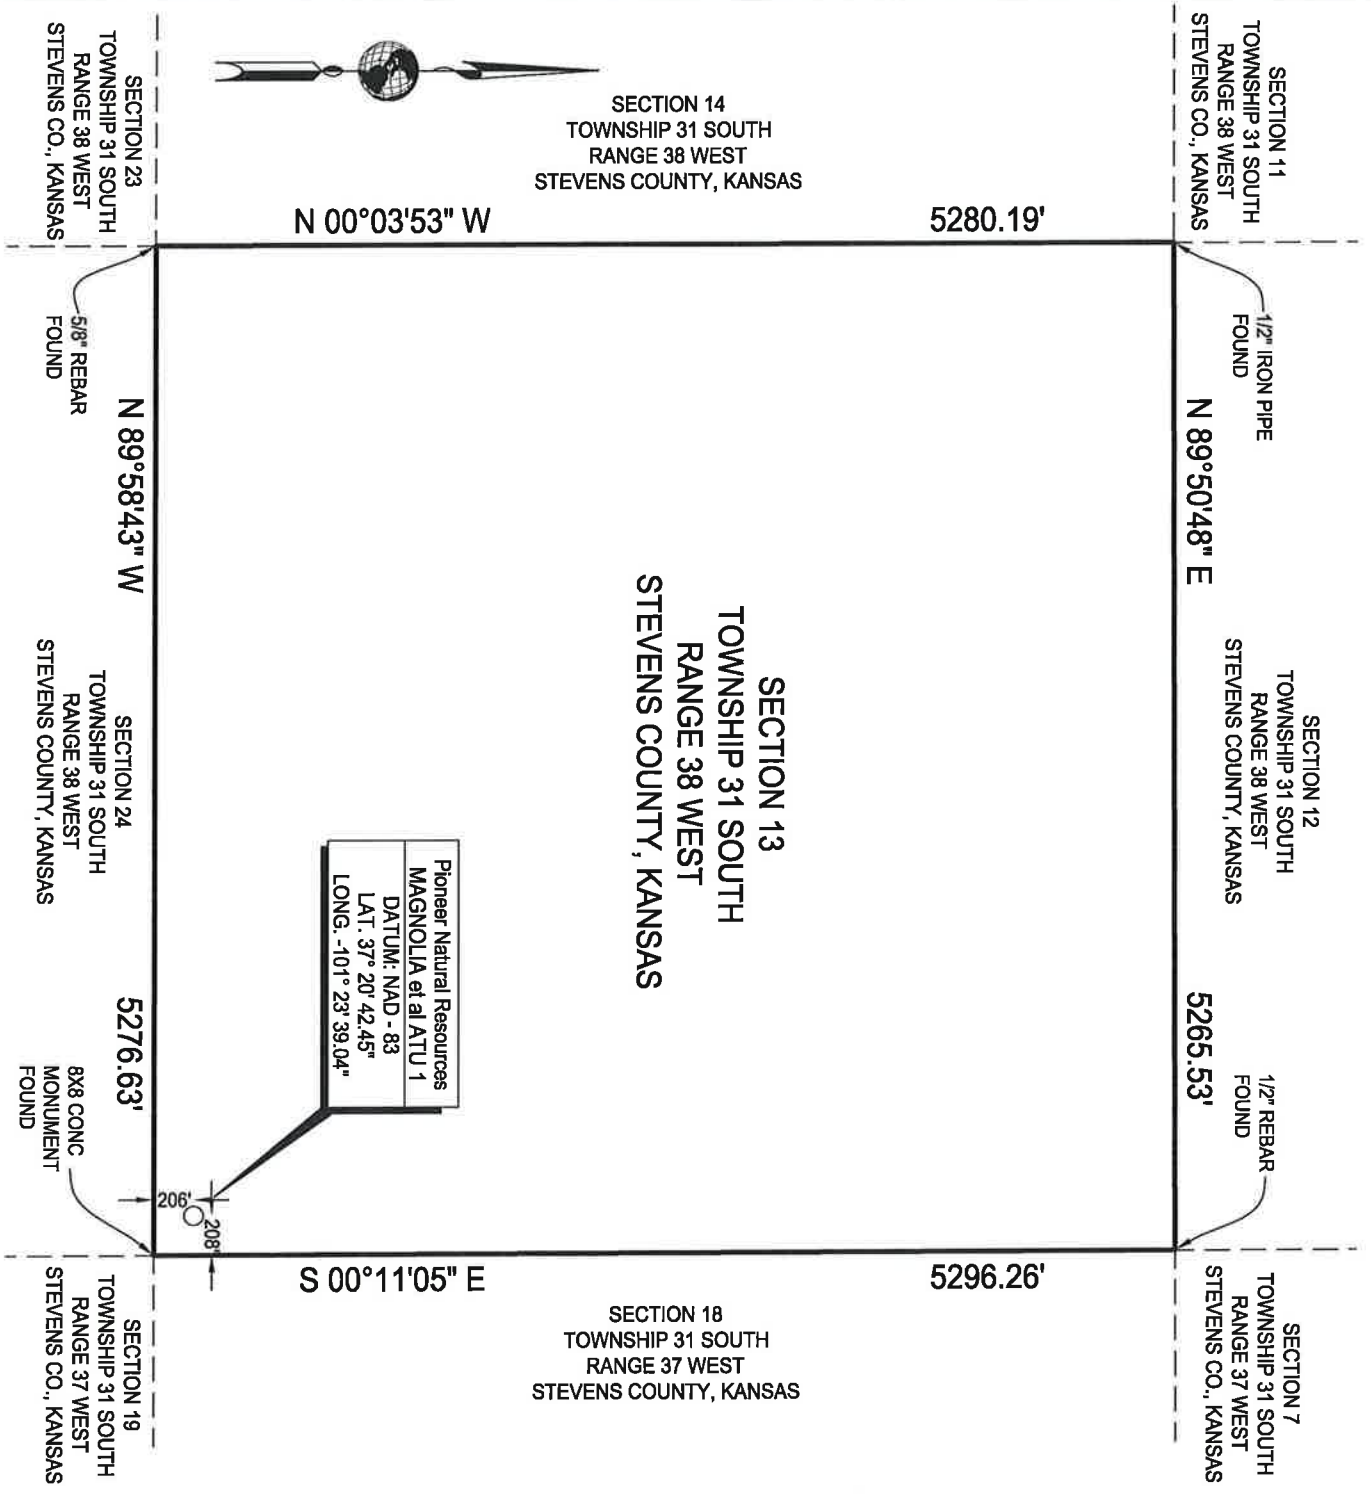 SECTION 11
TOWNSHIP 31 SOUTH
RANGE 38 WEST
STEVENS CO., KANSAS
SECTION 14
TOWNSHIP 31 SOUTH
RANGE 38 WEST
STEVENS COUNTY, KANSAS
SECTION 23
TOWNSHIP 31 SOUTH
RANGE 38 WEST
STEVENS CO., KANSAS
N 00°03'53" W
5280.19'
1/2" IRON PIPE
FOUND
5/8" REBAR
FOUND
N 89°50'48" E
N 89°58'43" W
SECTION 12
TOWNSHIP 31 SOUTH
RANGE 38 WEST
STEVENS COUNTY, KANSAS
SECTION 13
TOWNSHIP 31 SOUTH
RANGE 38 WEST
STEVENS COUNTY, KANSAS
SECTION 24
TOWNSHIP 31 SOUTH
RANGE 38 WEST
STEVENS COUNTY, KANSAS
Pioneer Natural Resources
MAGNOLIA et al ATU 1
DATUM: NAD - 83
LAT. 37° 20' 42.45"
LONG. -101° 23' 39.04"
5265.53'
5276.63'
1/2" REBAR
FOUND
8X8 CONC
MONUMENT
FOUND
206'
208'
S 00°11'05" E
5296.26'
SECTION 7
TOWNSHIP 31 SOUTH
RANGE 37 WEST
STEVENS CO., KANSAS
SECTION 18
TOWNSHIP 31 SOUTH
RANGE 37 WEST
STEVENS COUNTY, KANSAS
SECTION 19
TOWNSHIP 31 SOUTH
RANGE 37 WEST
STEVENS CO., KANSAS